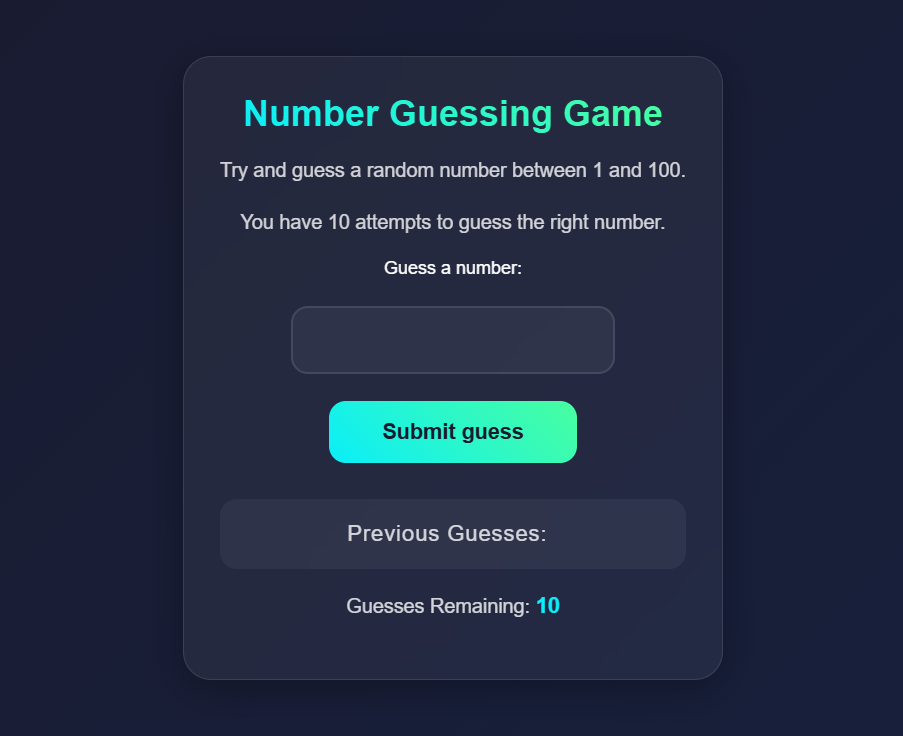 Number Guessing Game
Try and guess a random number between 1 and 100.
You have 10 attempts to guess the right number.
Guess a number:
Submit guess
Previous Guesses:
Guesses Remaining: 10